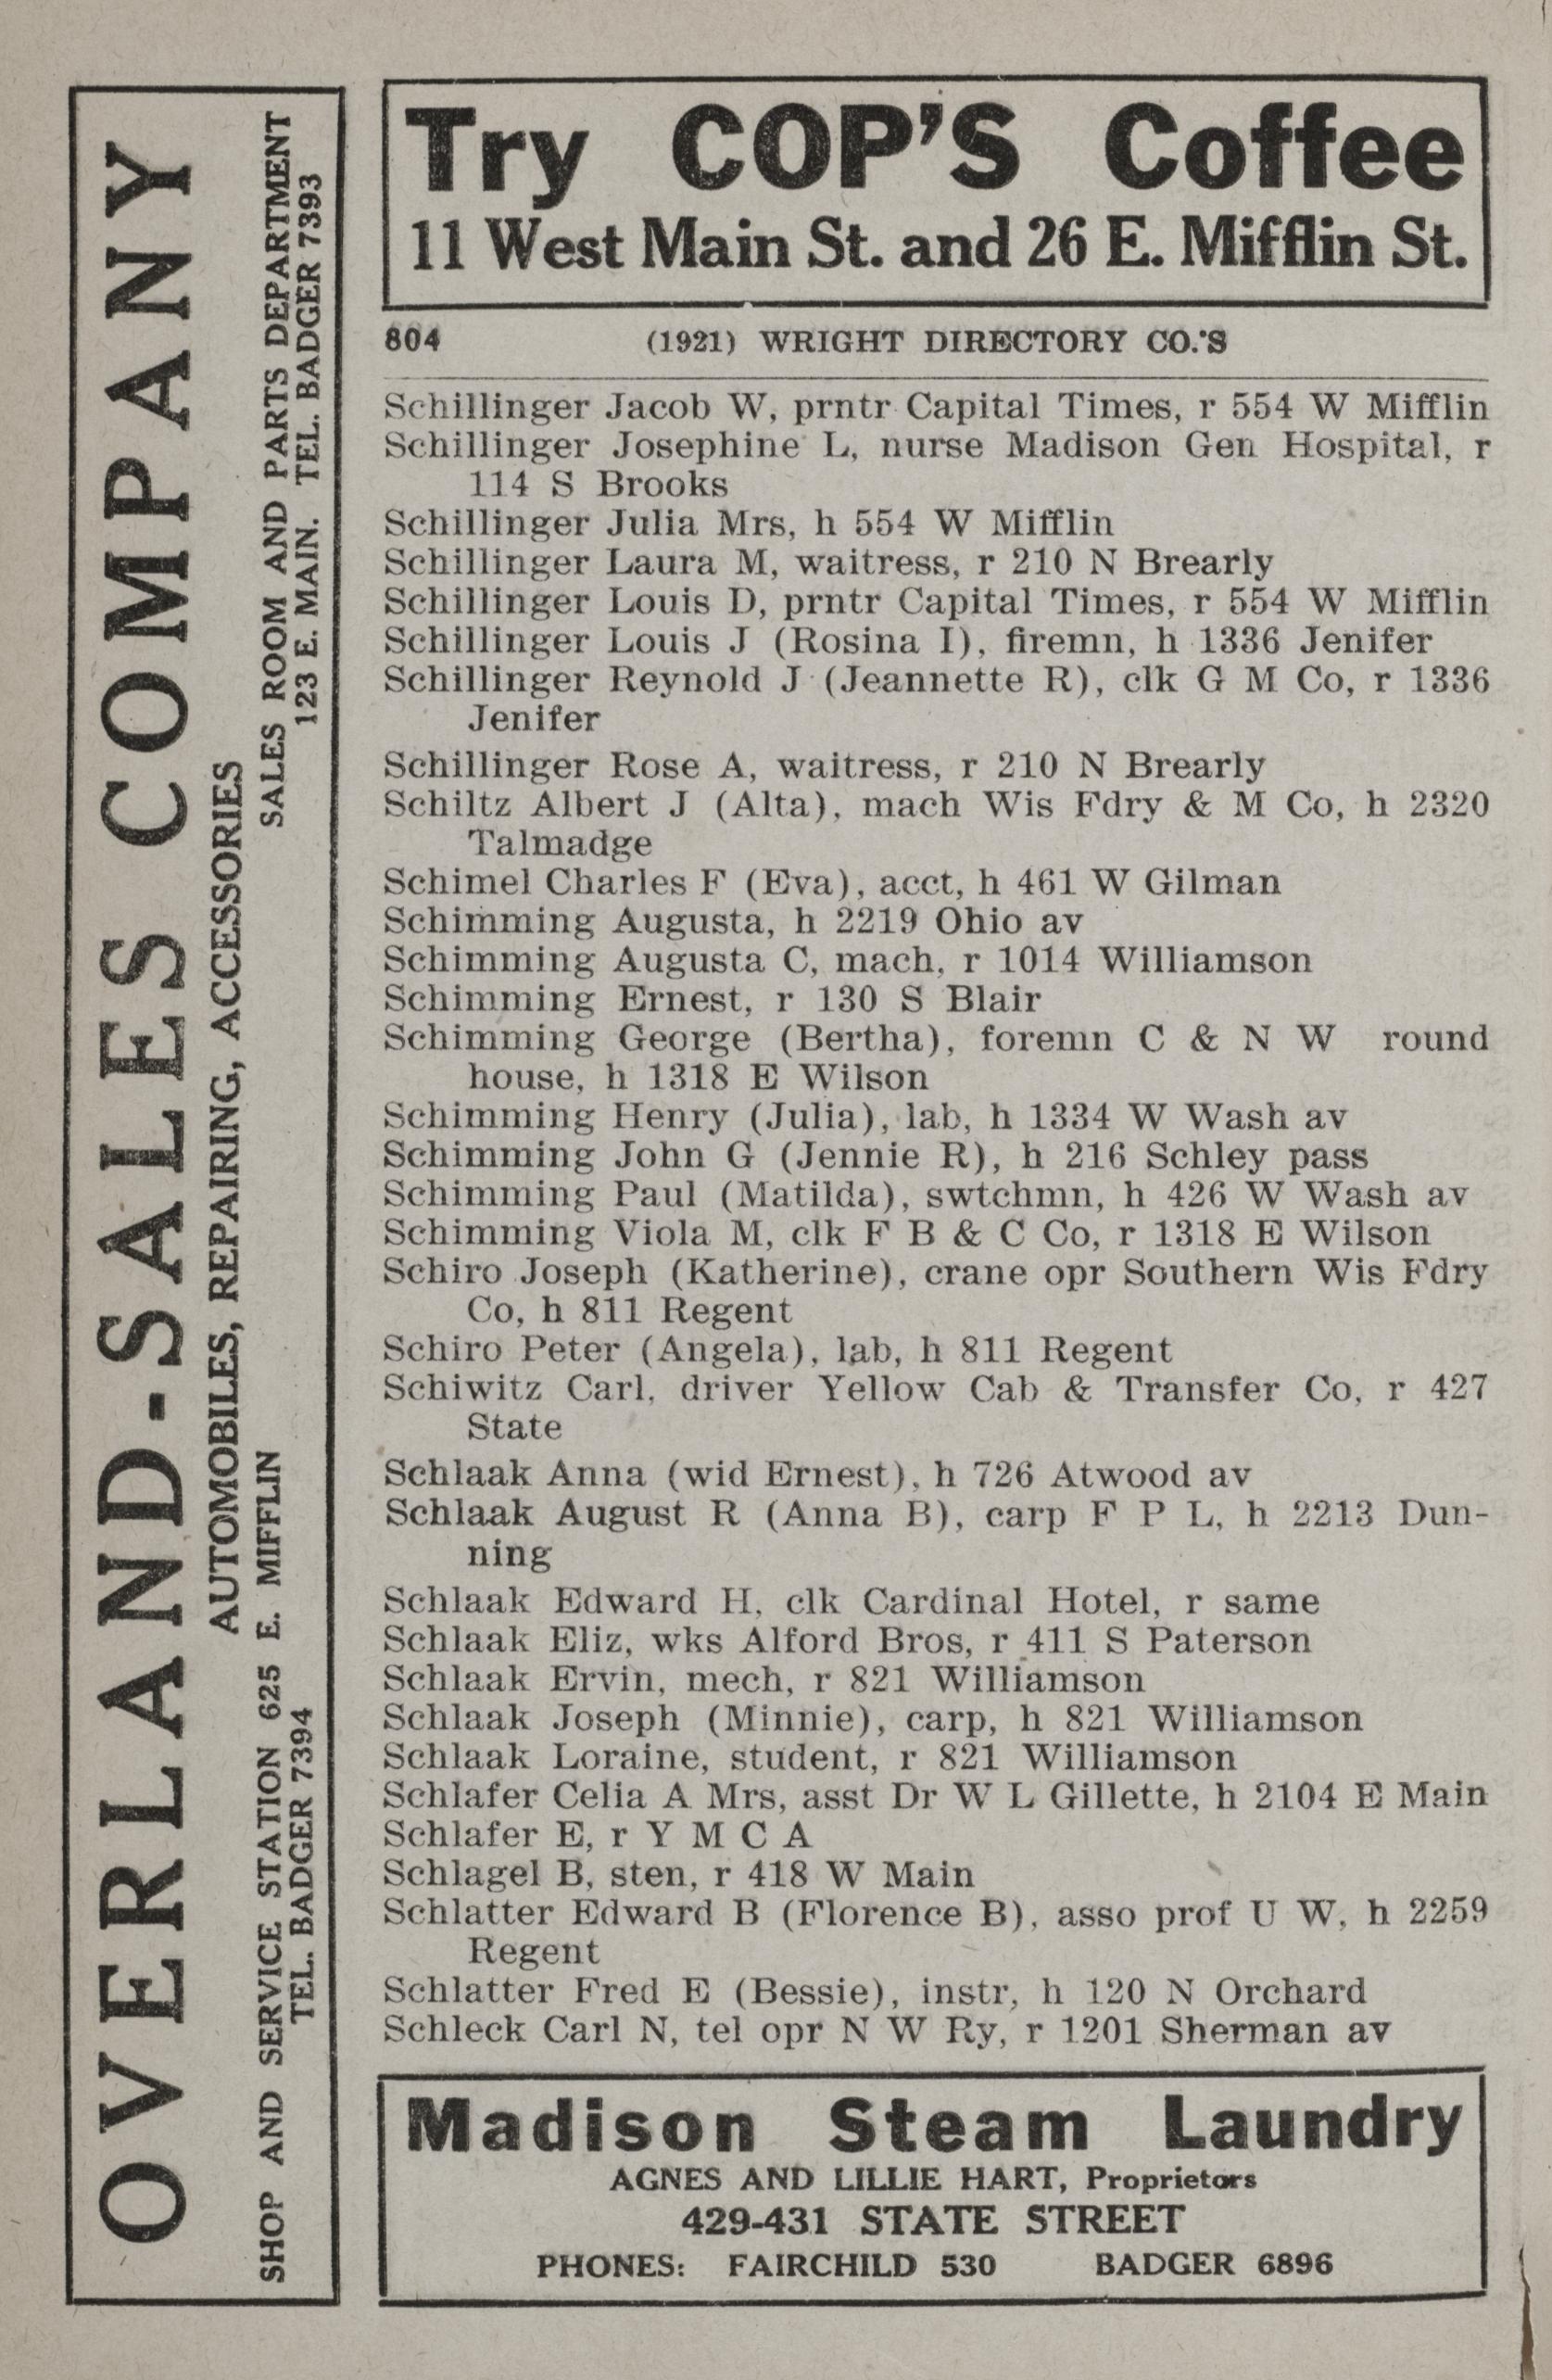 OVERLAND-SALES COMPANY
AUTOMOBILES, REPAIRING, ACCESSORIES
SHOP AND SERVICE STATION 625 E. MIFFLIN
TEL. BADGER 7394
SALES ROOM AND PARTS DEPARTMENT
123 E. MAIN. TEL. BADGER 7393
Try COP'S Coffee
11 West Main St. and 26 E. Mifflin St.
804 (1921) WRIGHT DIRECTORY CO.'S
Schillinger Jacob W, prntr Capital Times, r 554 W Mifflin
Schillinger Josephine L, nurse Madison Gen Hospital, r
114 S Brooks
Schillinger Julia Mrs, h 554 W Mifflin
Schillinger Laura M, waitress, r 210 N Brearly
Schillinger Louis D, prntr Capital Times, r 554 W Mifflin
Schillinger Louis J (Rosina I), firemn, h 1336 Jenifer
Schillinger Reynold J (Jeannette R), clk G M Co, r 1336
Jenifer
Schillinger Rose A, waitress, r 210 N Brearly
Schiltz Albert J (Alta), mach Wis Fdry & M Co, h 2320
Talmadge
Schimel Charles F (Eva), acct, h 461 W Gilman
Schimming Augusta, h 2219 Ohio av
Schimming Augusta C, mach, r 1014 Williamson
Schimming Ernest, r 130 S Blair
Schimming George (Bertha), foremn C & N W round
house, h 1318 E Wilson
Schimming Henry (Julia), lab, h 1334 W Wash av
Schimming John G (Jennie R), h 216 Schley pass
Schimming Paul (Matilda), swtchmn, h 426 W Wash av
Schimming Viola M, clk F B & C Co, r 1318 E Wilson
Schiro Joseph (Katherine), crane opr Southern Wis Fdry
Co, h 811 Regent
Schiro Peter (Angela), lab, h 811 Regent
Schiwitz Carl, driver Yellow Cab & Transfer Co, r 427
State
Schlaak Anna (wid Ernest), h 726 Atwood av
Schlaak August R (Anna B), carp F P L, h 2213 Dun-
ning
Schlaak Edward H, clk Cardinal Hotel, r same
Schlaak Eliz, wks Alford Bros, r 411 S Paterson
Schlaak Ervin, mech, r 821 Williamson
Schlaak Joseph (Minnie), carp, h 821 Williamson
Schlaak Loraine, student, r 821 Williamson
Schlafer Celia A Mrs, asst Dr W L Gillette, h 2104 E Main
Schlafer E, r Y M C A
Schlagel B, sten, r 418 W Main
Schlatter Edward B (Florence B), asso prof U W, h 2259
Regent
Schlatter Fred E (Bessie), instr, h 120 N Orchard
Schleck Carl N, tel opr N W Ry, r 1201 Sherman av
Madison Steam Laundry
AGNES AND LILLIE HART, Proprietors
429-431 STATE STREET
PHONES: FAIRCHILD 530 BADGER 6896